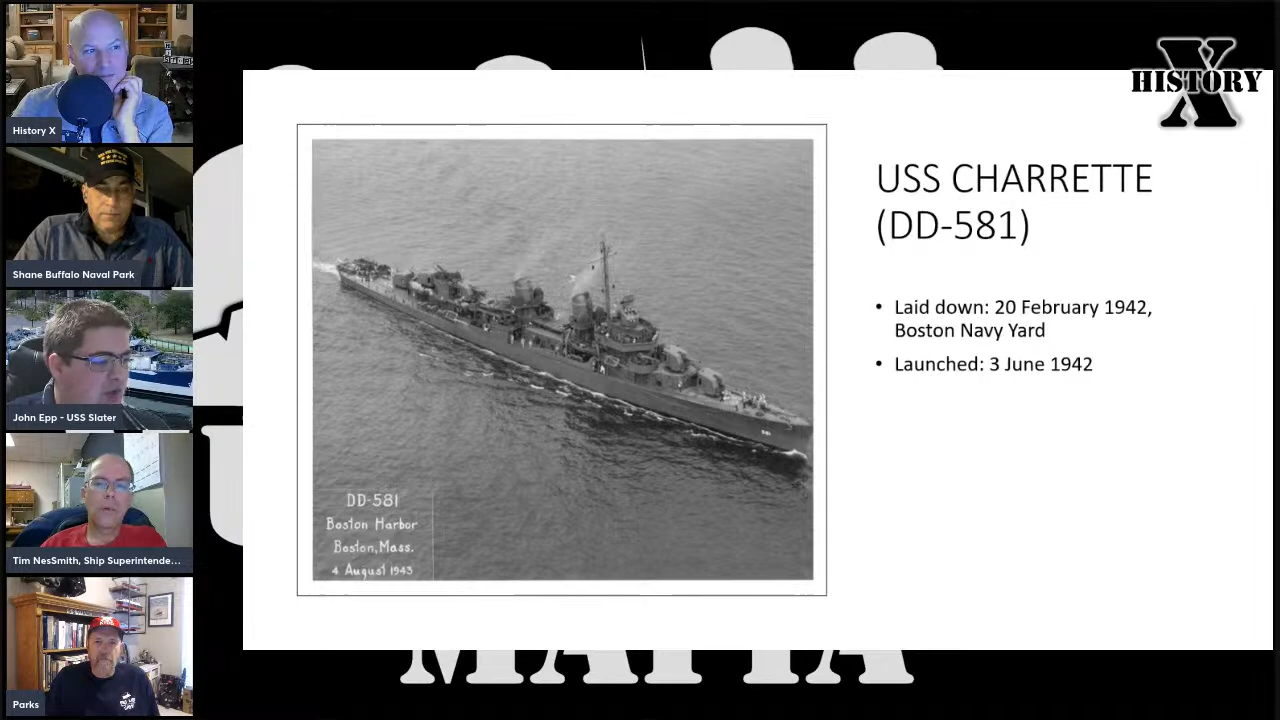 History X
Shane Buffalo Naval Park
John Epp - USS Slater
Tim NesSmith, Ship Superintende...
Parks
HISTORY
X
USS CHARRETTE
(DD-581)
• Laid down: 20 February 1942,
Boston Navy Yard
• Launched: 3 June 1942
DD-581
Boston Harbor
Boston, Mass.
4 August 1943
MAFIA